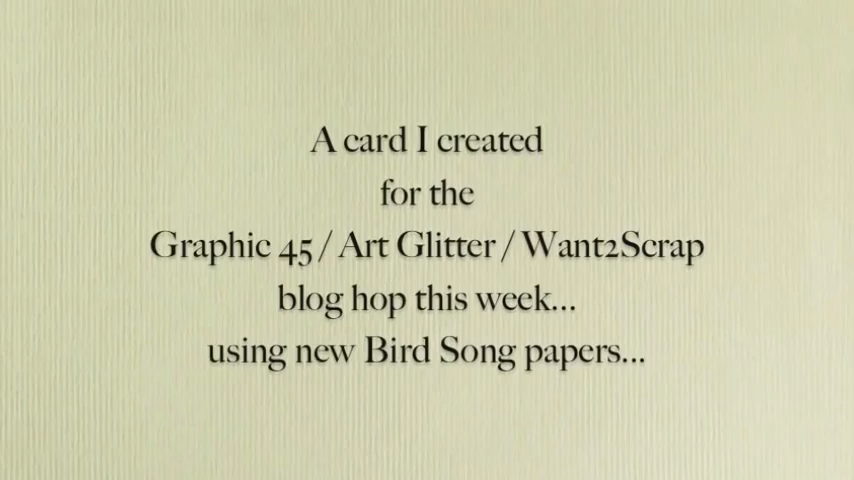 A card I created
for the
Graphic 45 / Art Glitter / Want2Scrap
blog hop this week...
using new Bird Song papers...